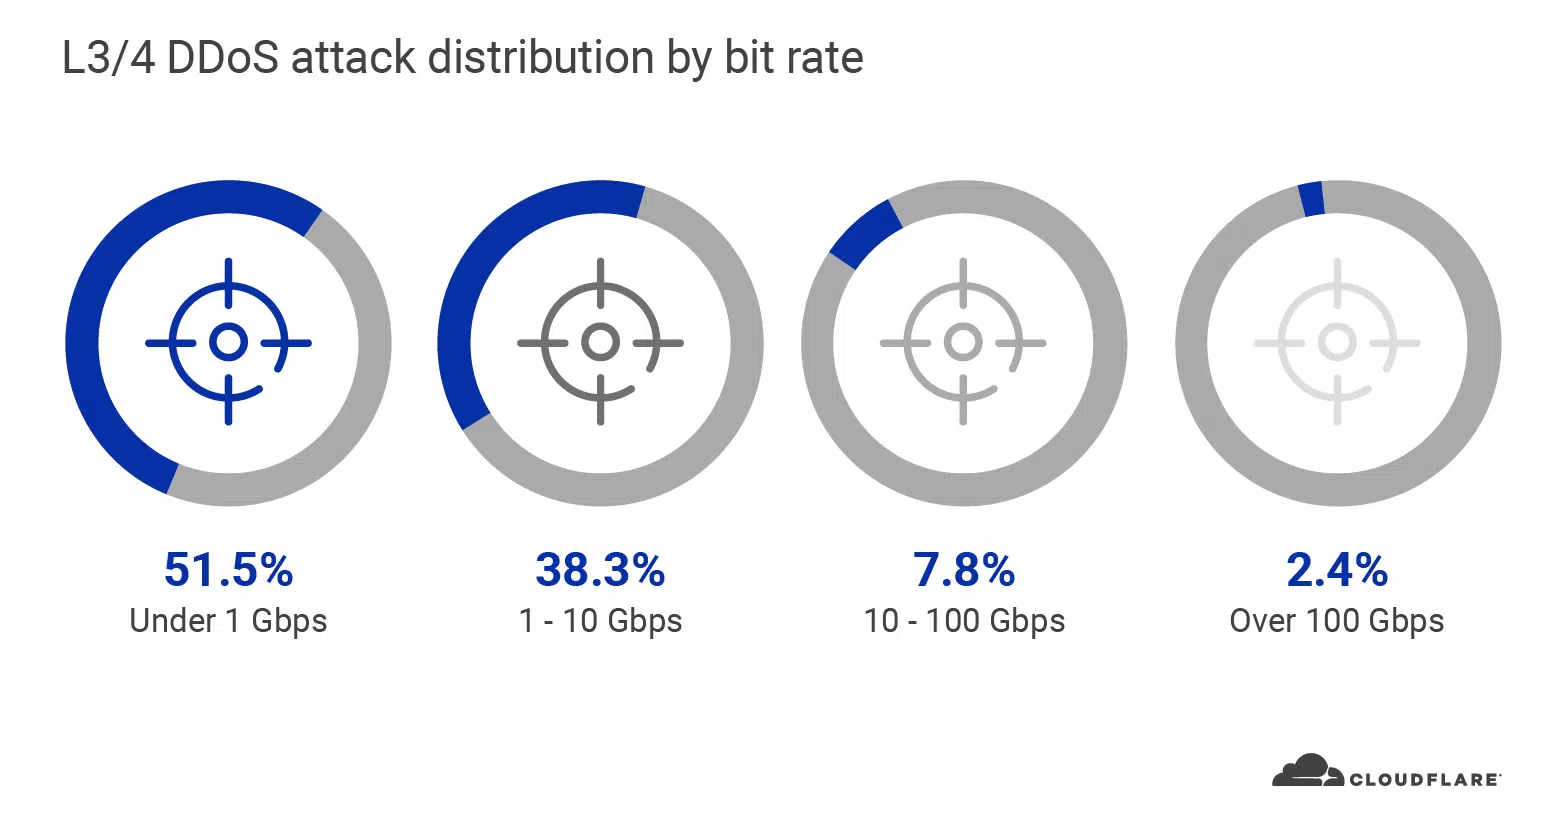 L3/4 DDoS attack distribution by bit rate
51.5%
Under 1 Gbps
38.3%
1 - 10 Gbps
7.8%
10 - 100 Gbps
2.4%
Over 100 Gbps
CLOUDFLARE